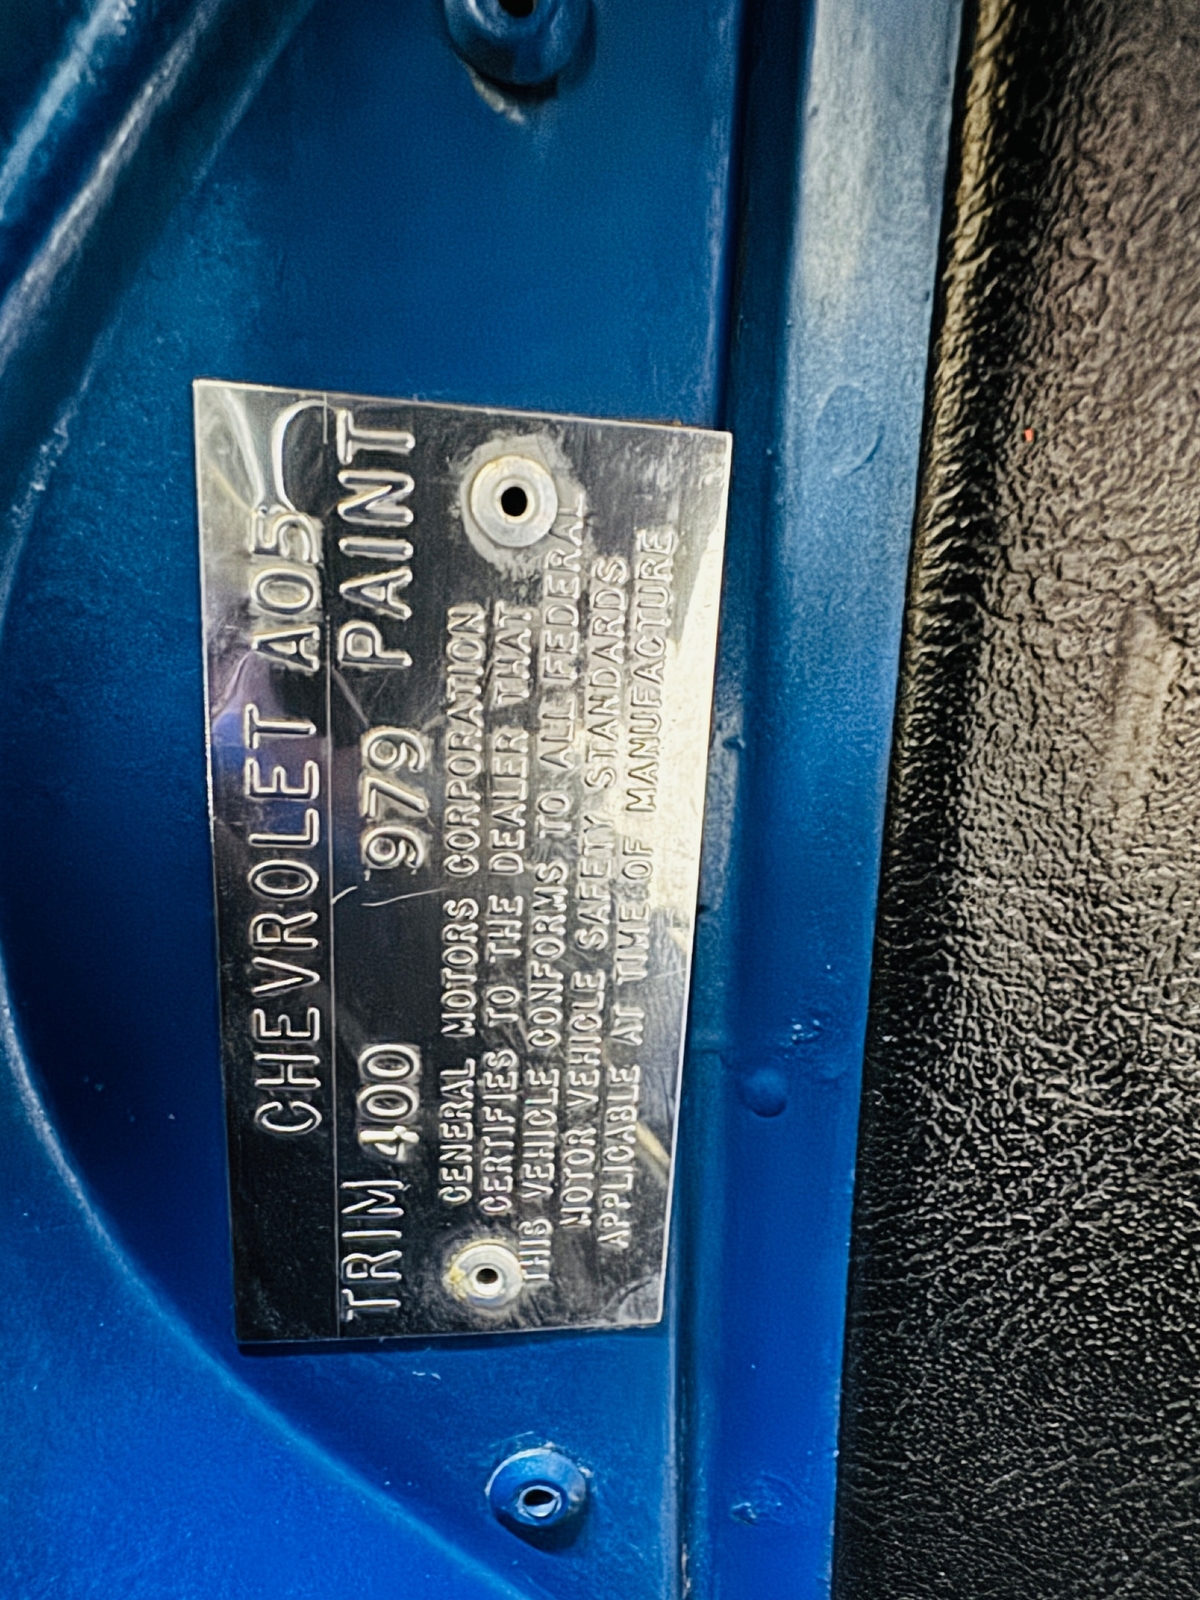 CHEVROLET A05
TRIM 400 979 PAINT
GENERAL MOTORS CORPORATION
CERTIFIES TO THE DEALER THAT
THIS VEHICLE CONFORMS TO ALL FEDERAL
MOTOR VEHICLE SAFETY STANDARDS
APPLICABLE AT TIME OF MANUFACTURE